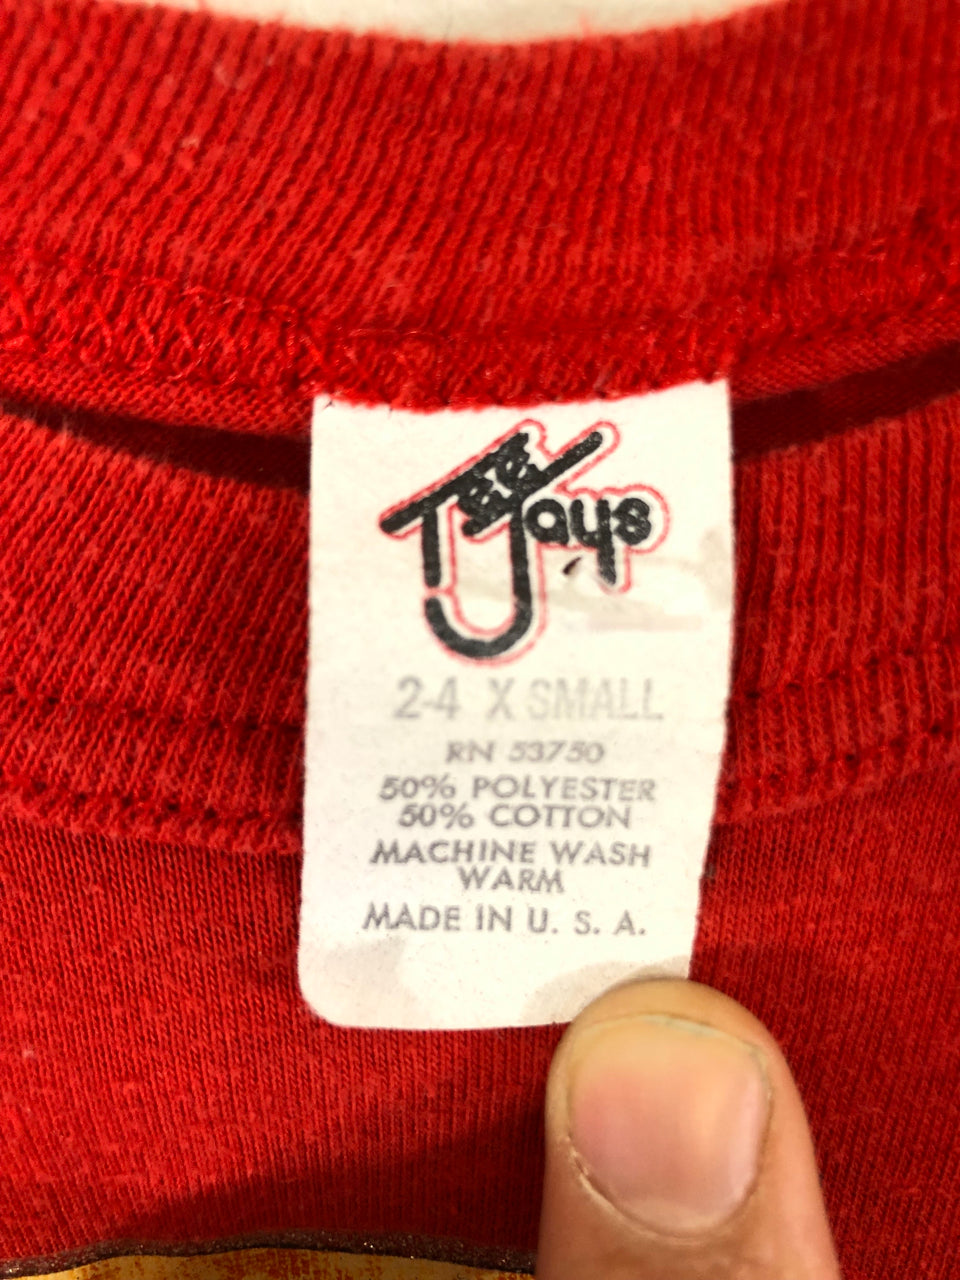 Tee Jays
2-4 X SMALL
RN 53750
50% POLYESTER
50% COTTON
MACHINE WASH
WARM
MADE IN U. S. A.